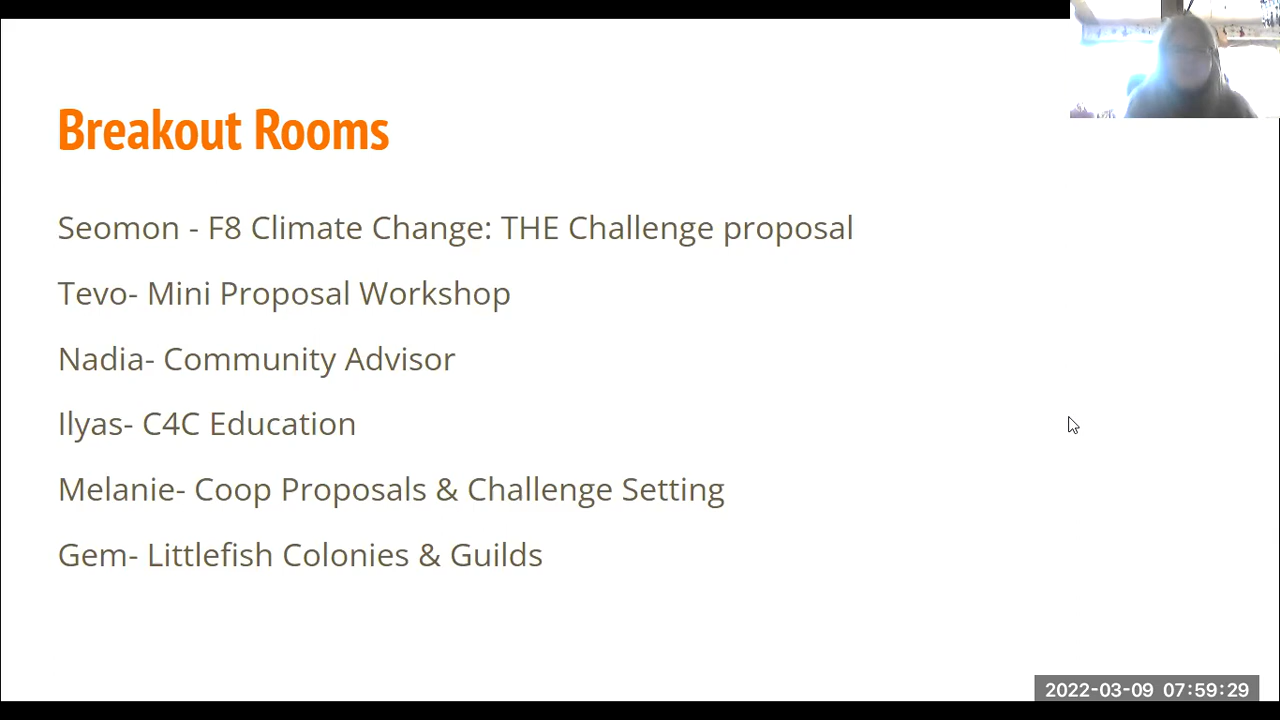 Breakout Rooms
Seomon - F8 Climate Change: THE Challenge proposal
Tevo- Mini Proposal Workshop
Nadia- Community Advisor
Ilyas- C4C Education
Melanie- Coop Proposals & Challenge Setting
Gem- Littlefish Colonies & Guilds
2022-03-09 07:59:29